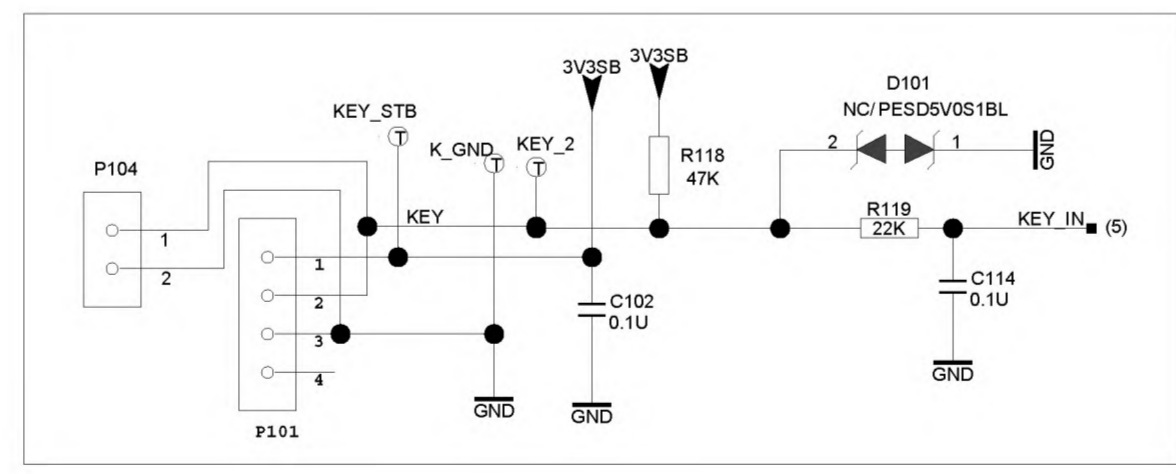 3V3SB
3V3SB
D101
NC/PESD5V0S1BL
KEY_STB
K_GND
KEY_2
2
1
GND
P104
R118
47K
R119
22K
KEY
KEY_IN
(5)
1
2
1
2
3
4
C102
0.1U
C114
0.1U
GND
GND
GND
P101
T
T
T